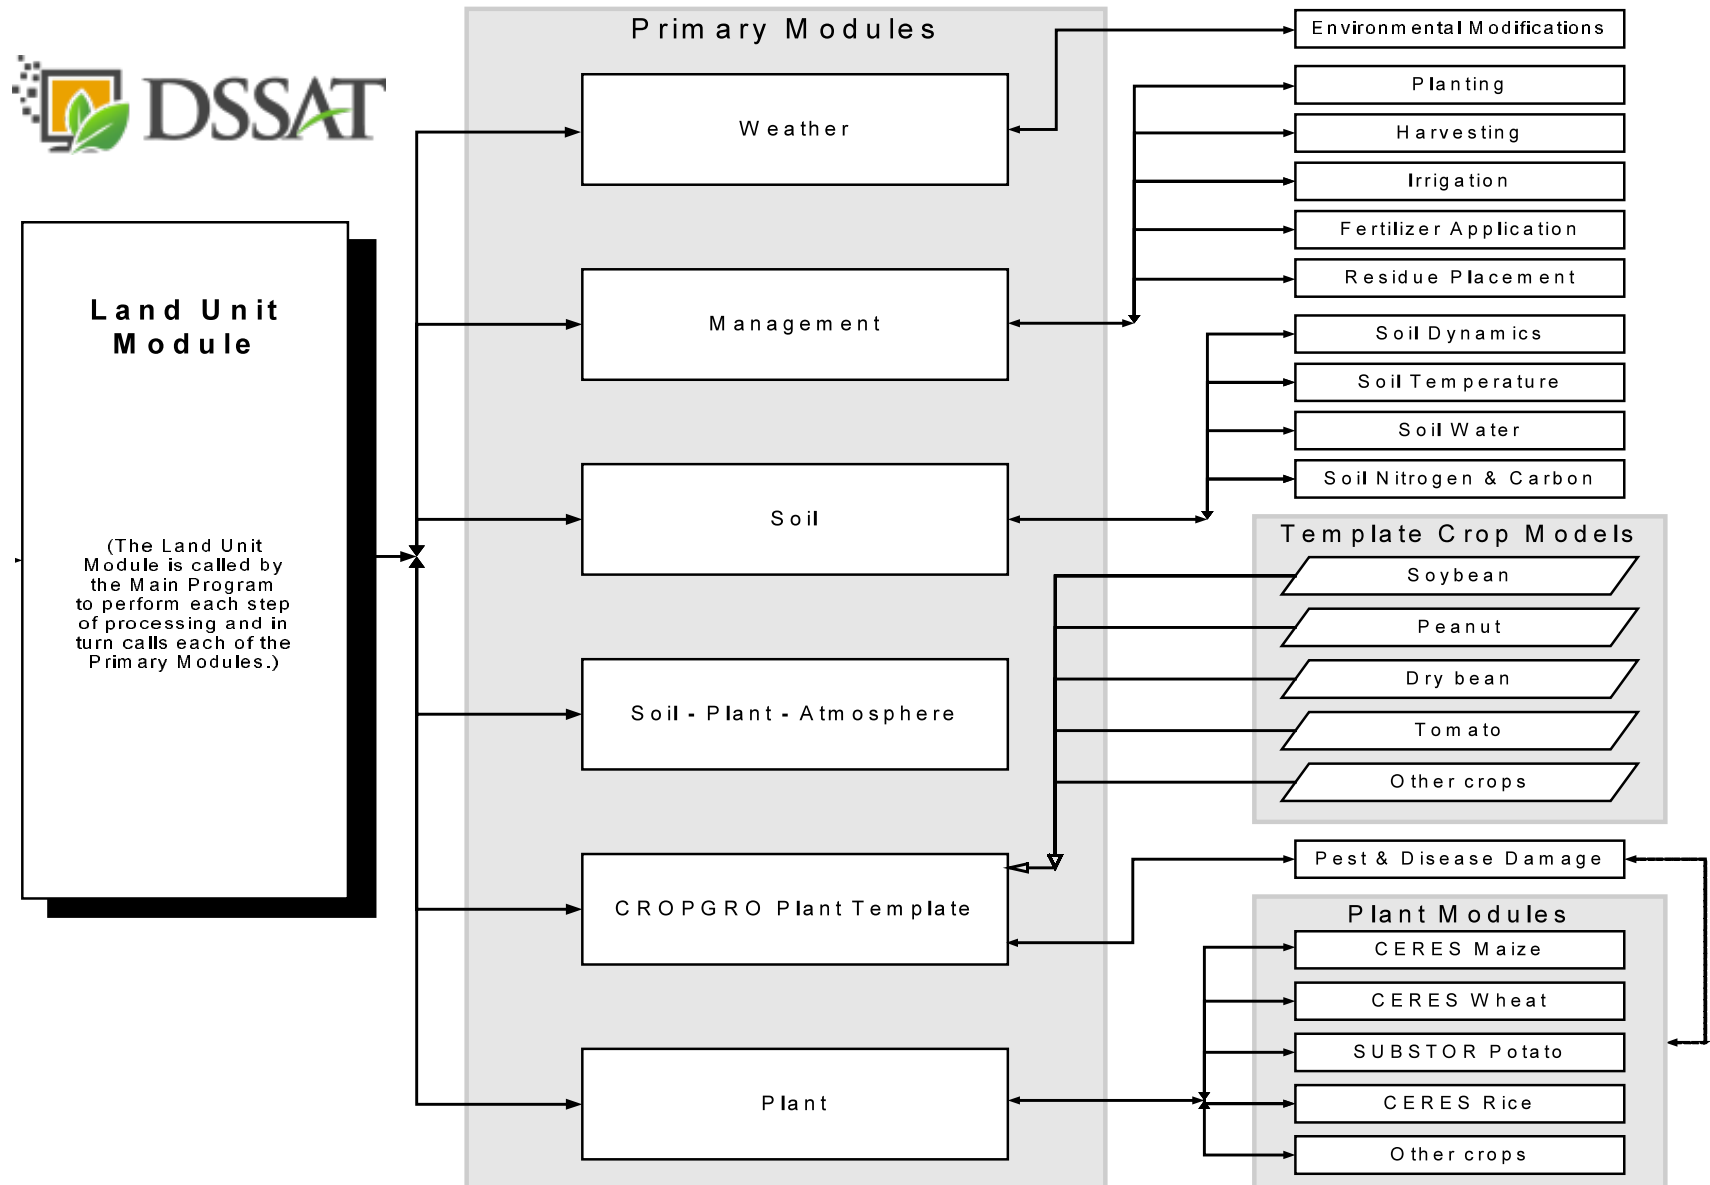 DSSAT
Land Unit
Module
(The Land Unit
Module is called by
the Main Program
to perform each step
of processing and in
turn calls each of the
Primary Modules.)
Primary Modules
Weather
Management
Soil
Soil - Plant - Atmosphere
CROPGRO Plant Template
Plant
Environmental Modifications
Planting
Harvesting
Irrigation
Fertilizer Application
Residue Placement
Soil Dynamics
Soil Temperature
Soil Water
Soil Nitrogen & Carbon
Template Crop Models
Soybean
Peanut
Dry bean
Tomato
Other crops
Pest & Disease Damage
Plant Modules
CERES Maize
CERES Wheat
SUBSTOR Potato
CERES Rice
Other crops